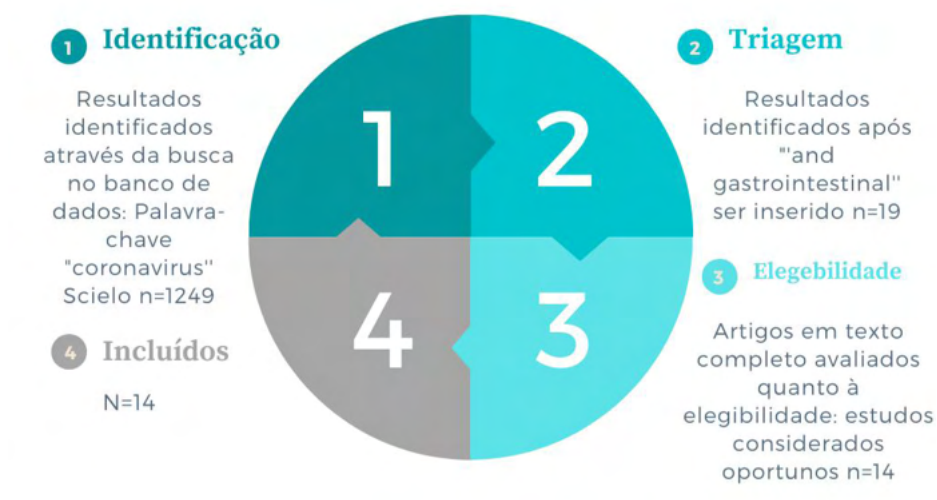 1 Identificação
Resultados
identificados
através da busca
no banco de
dados: Palavra-
chave
"coronavirus"
Scielo n=1249
2 Triagem
Resultados
identificados após
"'and
gastrointestinal"
ser inserido n=19
3 Elegebilidade
Artigos em texto
completo avaliados
quanto à
elegibilidade: estudos
considerados
oportunos n=14
4 Incluídos
N=14
1
2
4
3